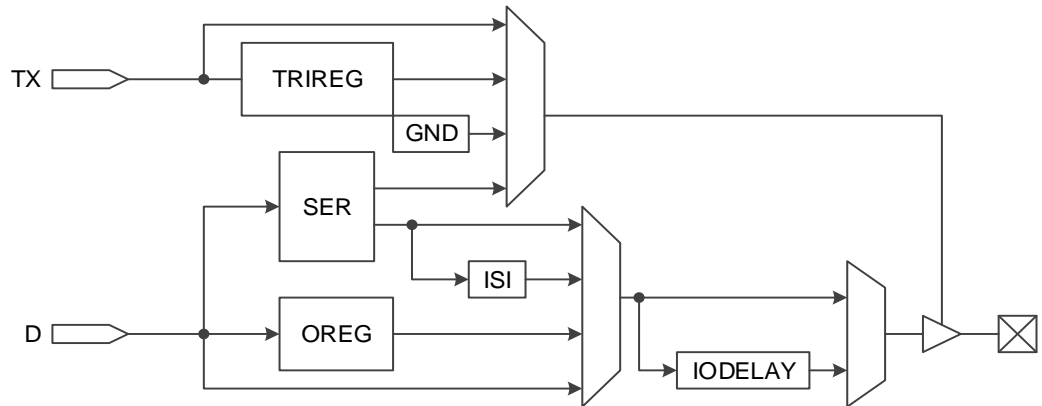 TX
TRIREG
GND
SER
ISI
D
OREG
IODELAY